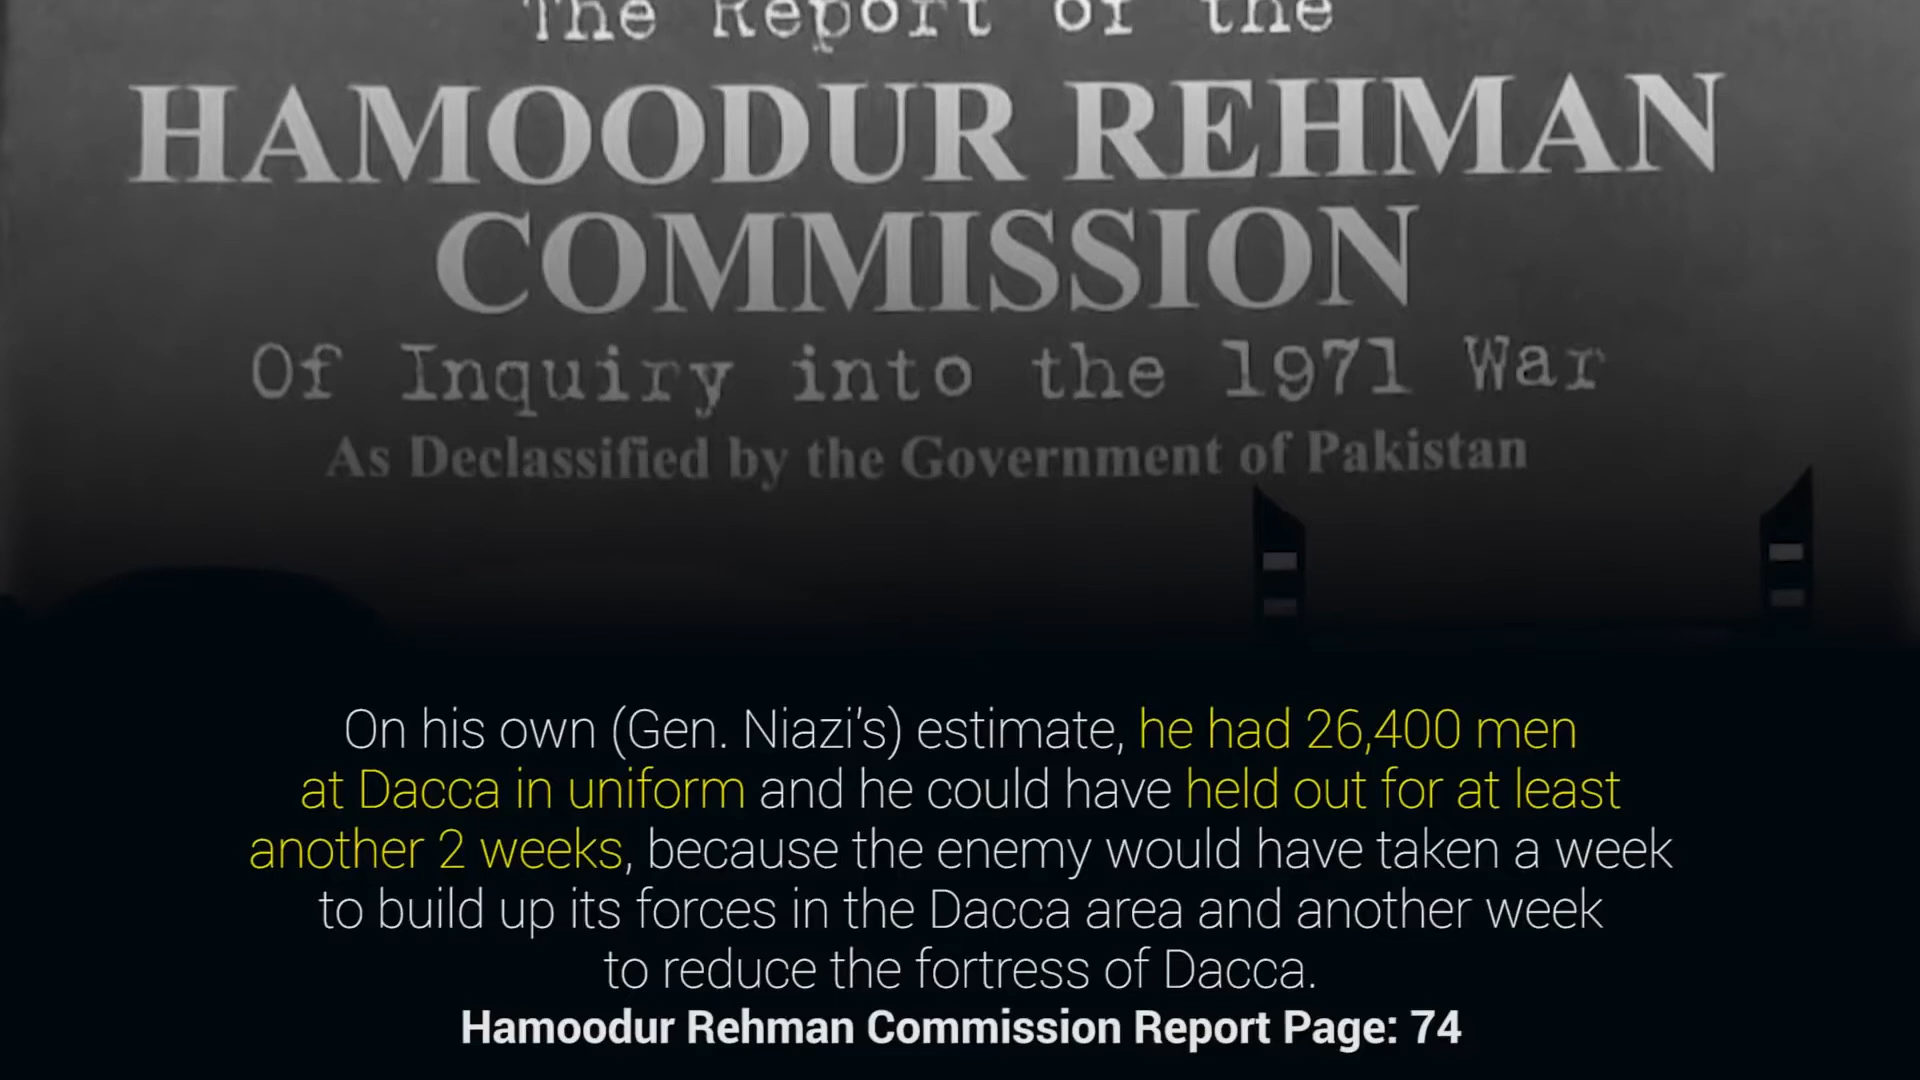 The Report of the
HAMOODUR REHMAN
COMMISSION
Of Inquiry into the 1971 War
As Declassified by the Government of Pakistan
On his own (Gen. Niazi's) estimate, he had 26,400 men
at Dacca in uniform and he could have held out for at least
another 2 weeks, because the enemy would have taken a week
to build up its forces in the Dacca area and another week
to reduce the fortress of Dacca.
Hamoodur Rehman Commission Report Page: 74